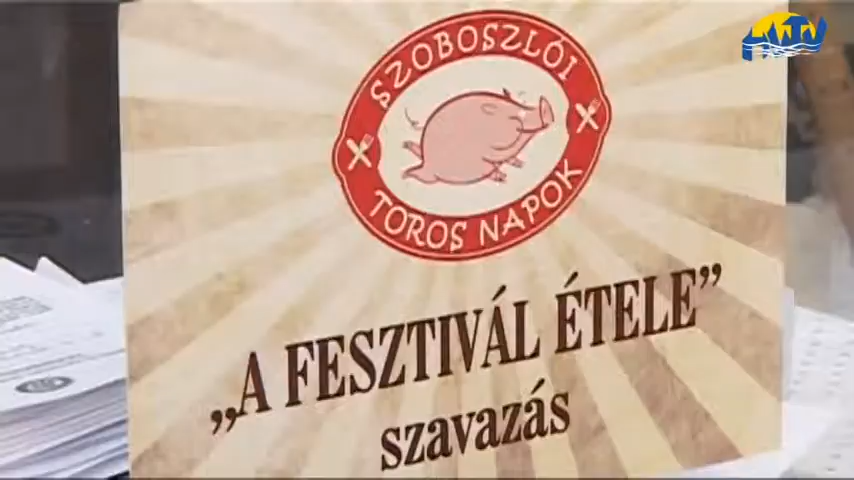 SZOBOSZLÓI
TOROS NAPOK
„A FESZTIVÁL ÉTELE”
szavazás